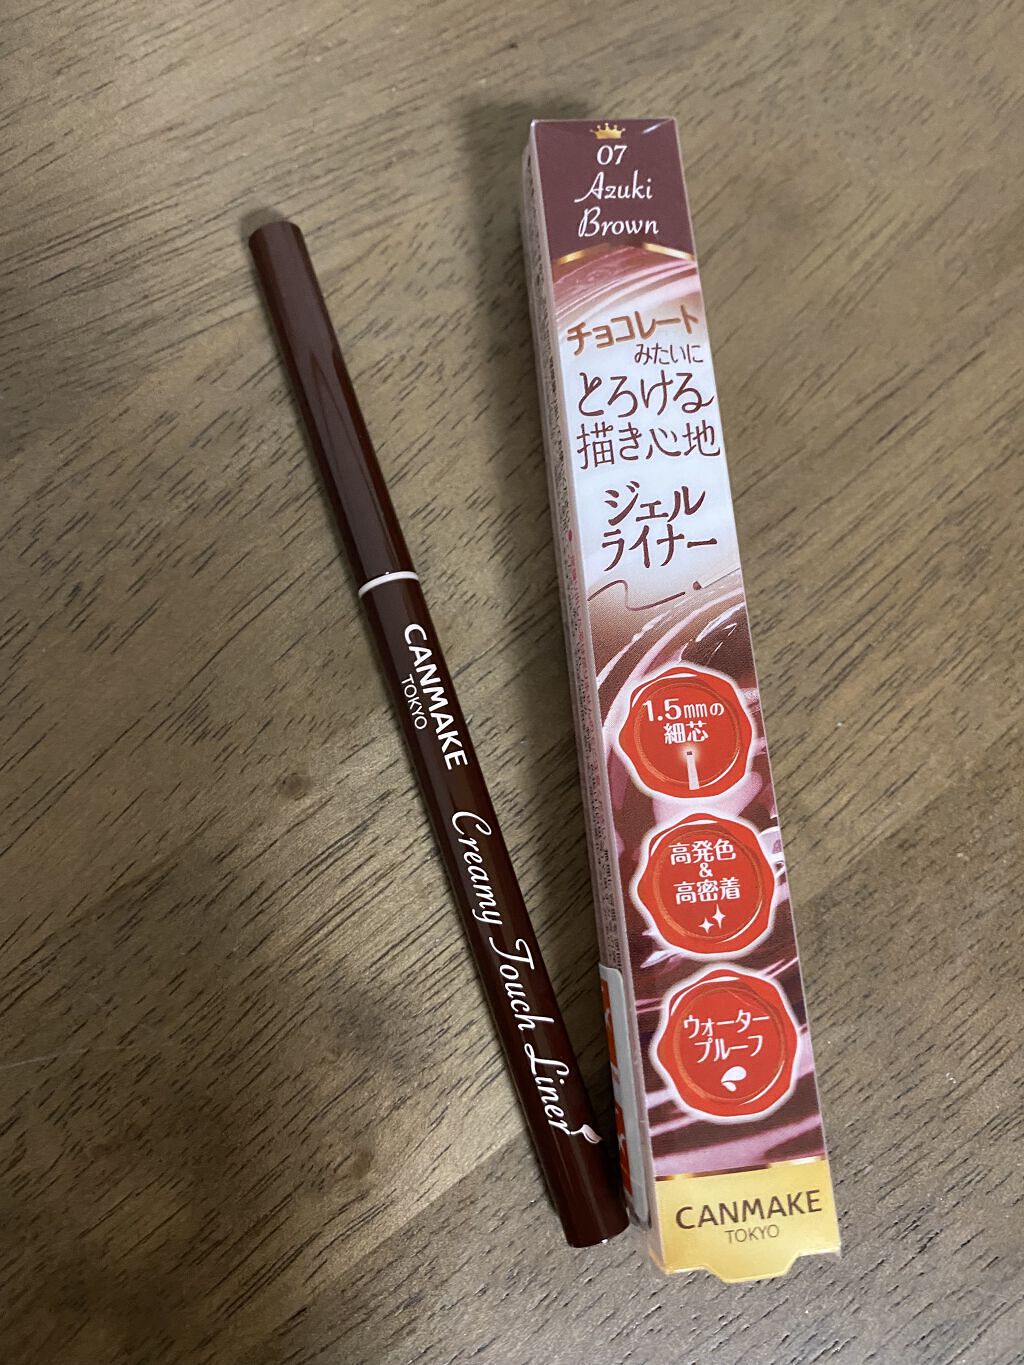 CANMAKE
TOKYO
Creamy Touch Liner
07
Azuki
Brown
チョコレート
みたいに
とろける
描き心地
ジェル
ライナー
1.5mmの
細芯
高発色
&
高密着
ウォーター
プルーフ
CANMAKE
TOKYO